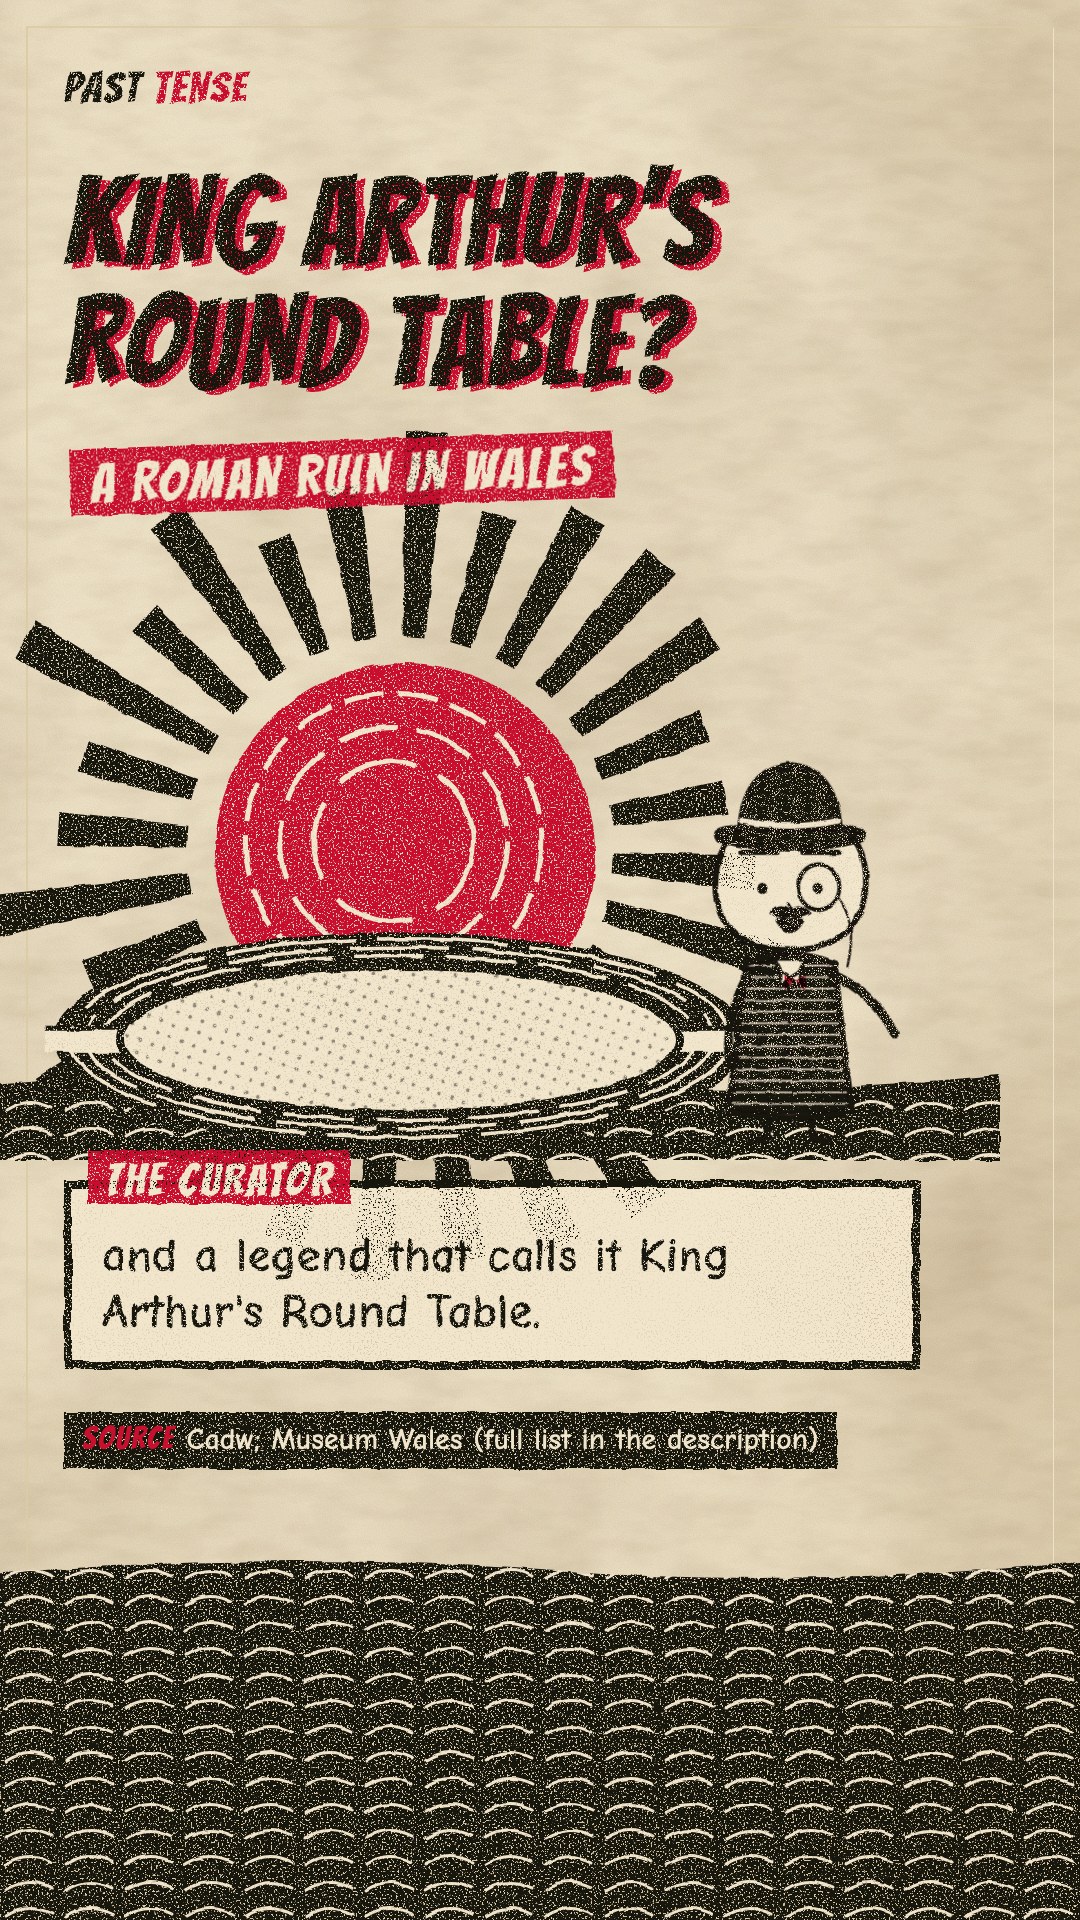 PAST TENSE
KING ARTHUR'S
ROUND TABLE?
A ROMAN RUIN IN WALES
THE CURATOR
and a legend that calls it King
Arthur's Round Table.
SOURCE Cadw; Museum Wales (full list in the description)